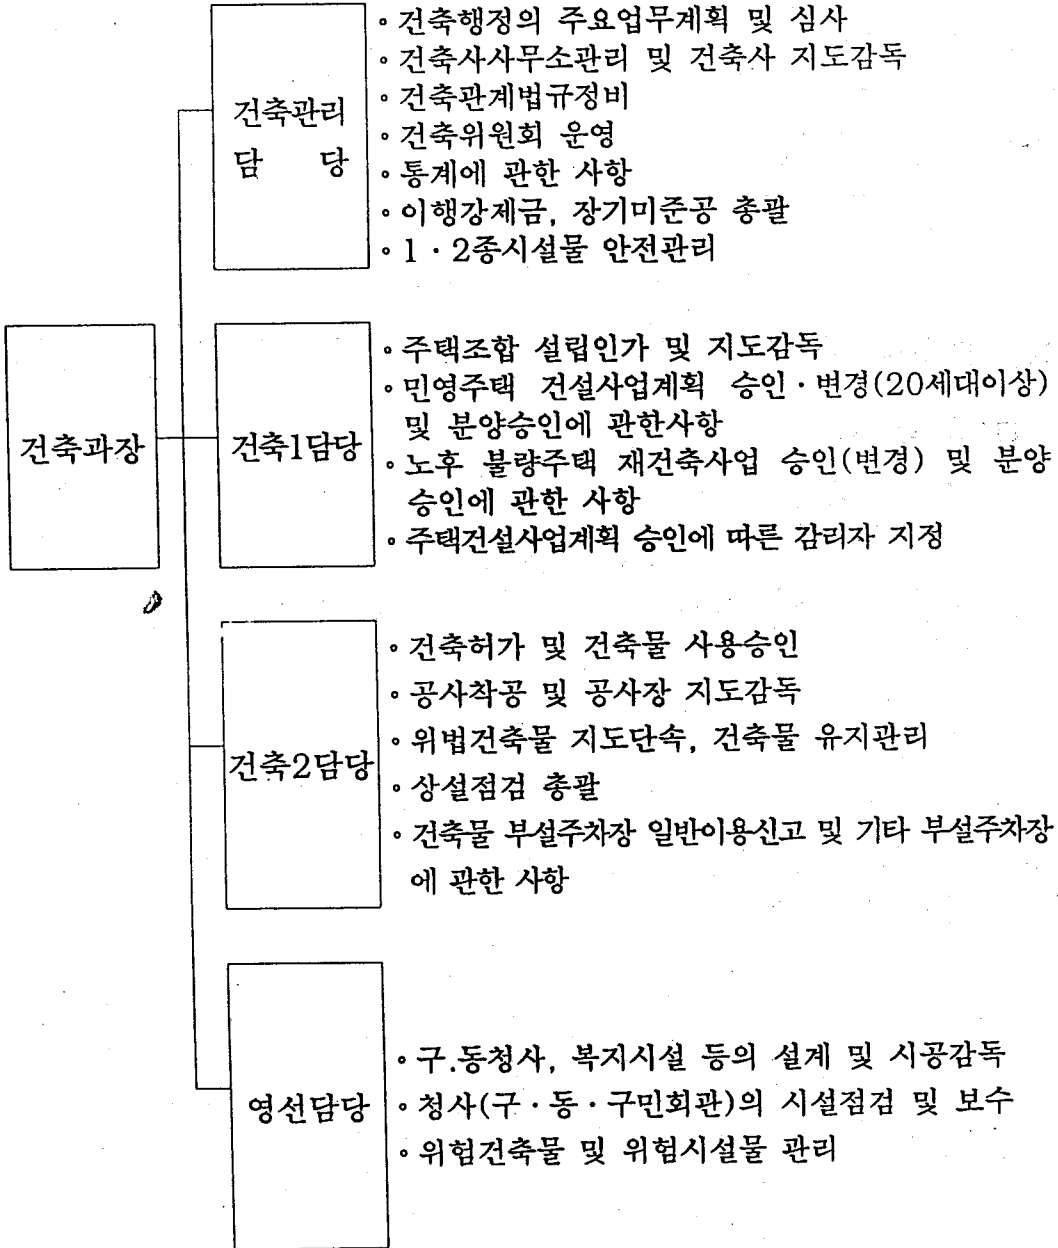 건축과장
건축관리
담 당
◦ 건축행정의 주요업무계획 및 심사
◦ 건축사사무소관리 및 건축사 지도감독
◦ 건축관계법규정비
◦ 건축위원회 운영
◦ 통계에 관한 사항
◦ 이행강제금, 장기미준공 총괄
◦ 1 · 2종시설물 안전관리
건축1담당
◦ 주택조합 설립인가 및 지도감독
◦ 민영주택 건설사업계획 승인 · 변경(20세대이상)
및 분양승인에 관한사항
◦ 노후 불량주택 재건축사업 승인(변경) 및 분양
승인에 관한 사항
◦ 주택건설사업계획 승인에 따른 감리자 지정
건축2담당
◦ 건축허가 및 건축물 사용승인
◦ 공사착공 및 공사장 지도감독
◦ 위법건축물 지도단속, 건축물 유지관리
◦ 상설점검 총괄
◦ 건축물 부설주차장 일반이용신고 및 기타 부설주차장
에 관한 사항
영선담당
◦ 구.동청사, 복지시설 등의 설계 및 시공감독
◦ 청사(구 · 동 · 구민회관)의 시설점검 및 보수
◦ 위험건축물 및 위험시설물 관리